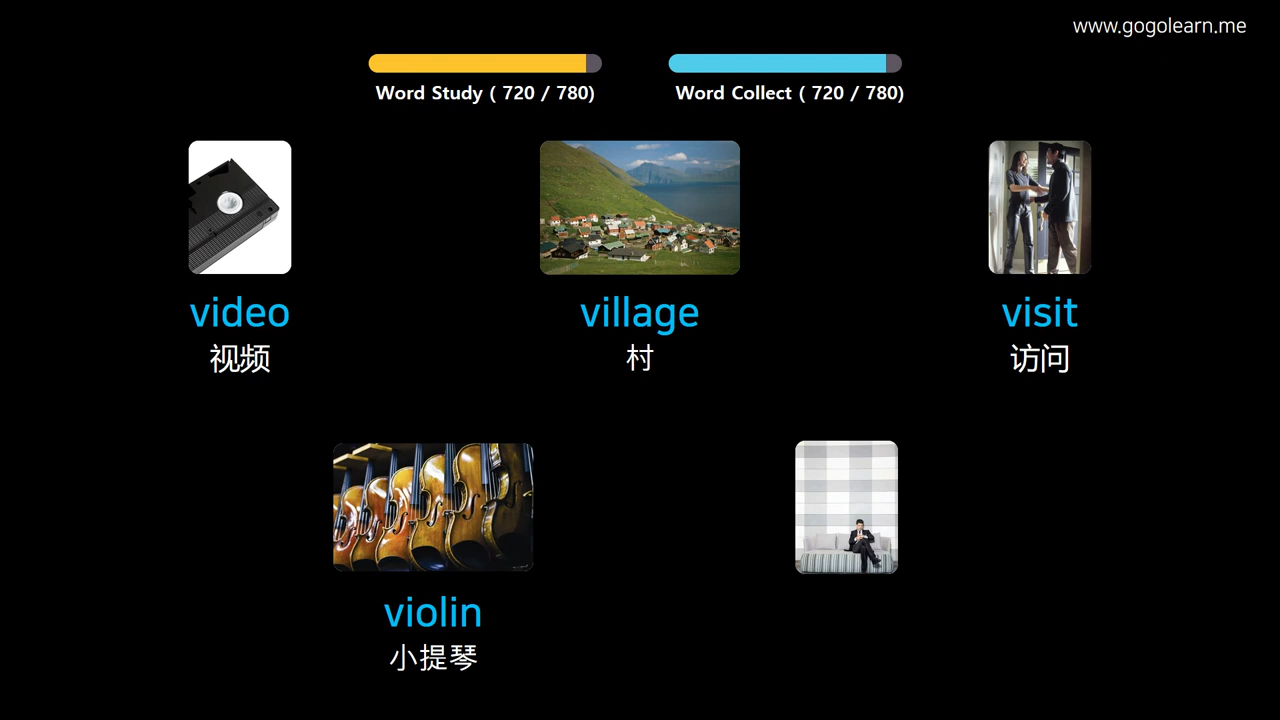 www.gogolearn.me
Word Study ( 720 / 780)
Word Collect ( 720 / 780)
video
视频
village
村
visit
访问
violin
小提琴